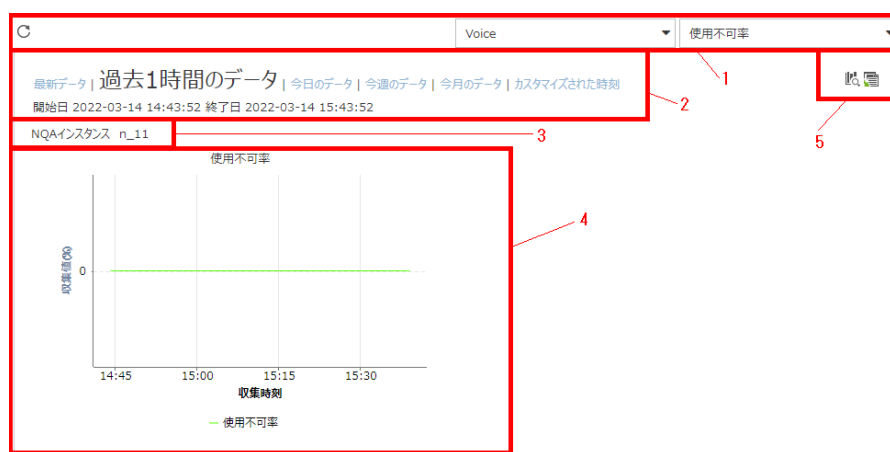 Voice 使用不可率
1
最新データ | 過去1時間のデータ | 今日のデータ | 今週のデータ | 今月のデータ | カスタマイズされた時刻
開始日 2022-03-14 14:43:52 終了日 2022-03-14 15:43:52
2
5
NQAインスタンス n_11
3
使用不可率
4
収集値(%)
0
14:45 15:00 15:15 15:30
収集時刻
使用不可率